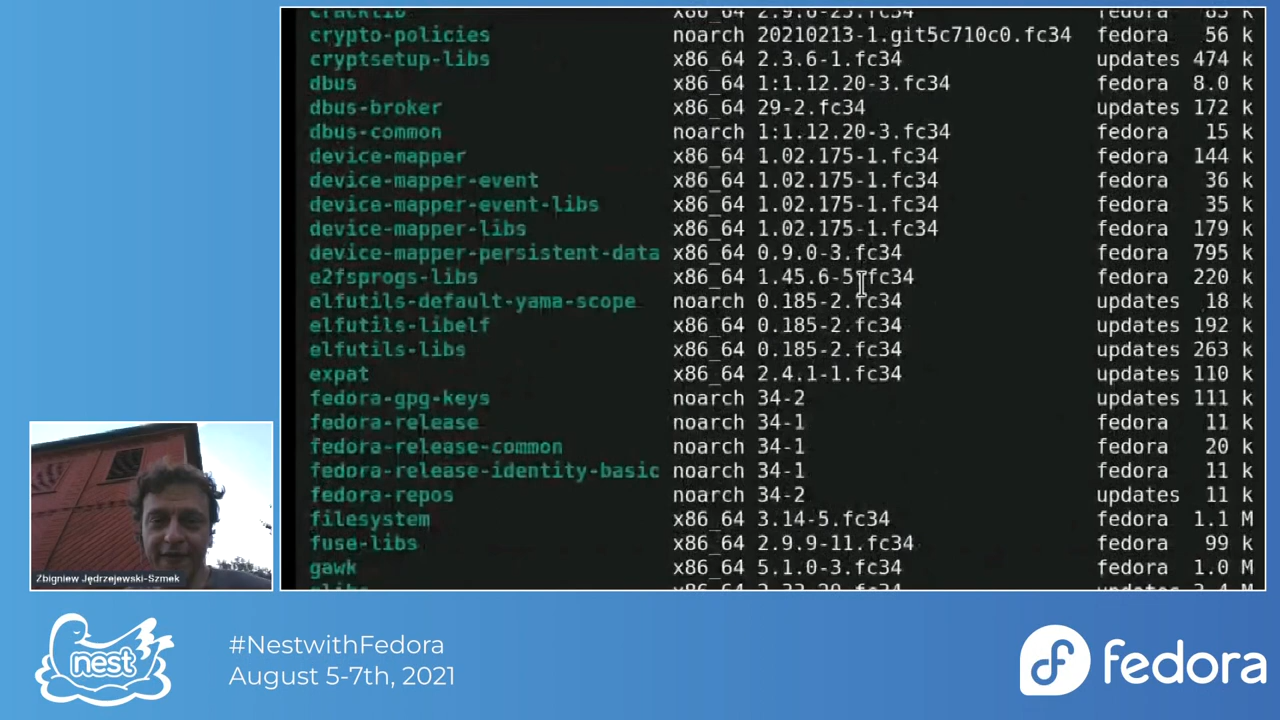 cracklib x86_64 2.9.6-25.fc34 fedora 83 k
crypto-policies noarch 20210213-1.git5c710c0.fc34 fedora 56 k
cryptsetup-libs x86_64 2.3.6-1.fc34 updates 474 k
dbus x86_64 1:1.12.20-3.fc34 fedora 8.0 k
dbus-broker x86_64 29-2.fc34 updates 172 k
dbus-common noarch 1:1.12.20-3.fc34 fedora 15 k
device-mapper x86_64 1.02.175-1.fc34 fedora 144 k
device-mapper-event x86_64 1.02.175-1.fc34 fedora 36 k
device-mapper-event-libs x86_64 1.02.175-1.fc34 fedora 35 k
device-mapper-libs x86_64 1.02.175-1.fc34 fedora 179 k
device-mapper-persistent-data x86_64 0.9.0-3.fc34 fedora 795 k
e2fsprogs-libs x86_64 1.45.6-5.fc34 fedora 220 k
elfutils-default-yama-scope noarch 0.185-2.fc34 updates 18 k
elfutils-libelf x86_64 0.185-2.fc34 updates 192 k
elfutils-libs x86_64 0.185-2.fc34 updates 263 k
expat x86_64 2.4.1-1.fc34 updates 110 k
fedora-gpg-keys noarch 34-2 updates 111 k
fedora-release noarch 34-1 fedora 11 k
fedora-release-common noarch 34-1 fedora 20 k
fedora-release-identity-basic noarch 34-1 fedora 11 k
fedora-repos noarch 34-2 updates 11 k
filesystem x86_64 3.14-5.fc34 fedora 1.1 M
fuse-libs x86_64 2.9.9-11.fc34 fedora 99 k
gawk x86_64 5.1.0-3.fc34 fedora 1.0 M
Zbigniew Jędrzejewski-Szmek
nest
#NestwithFedora
August 5-7th, 2021
fedora